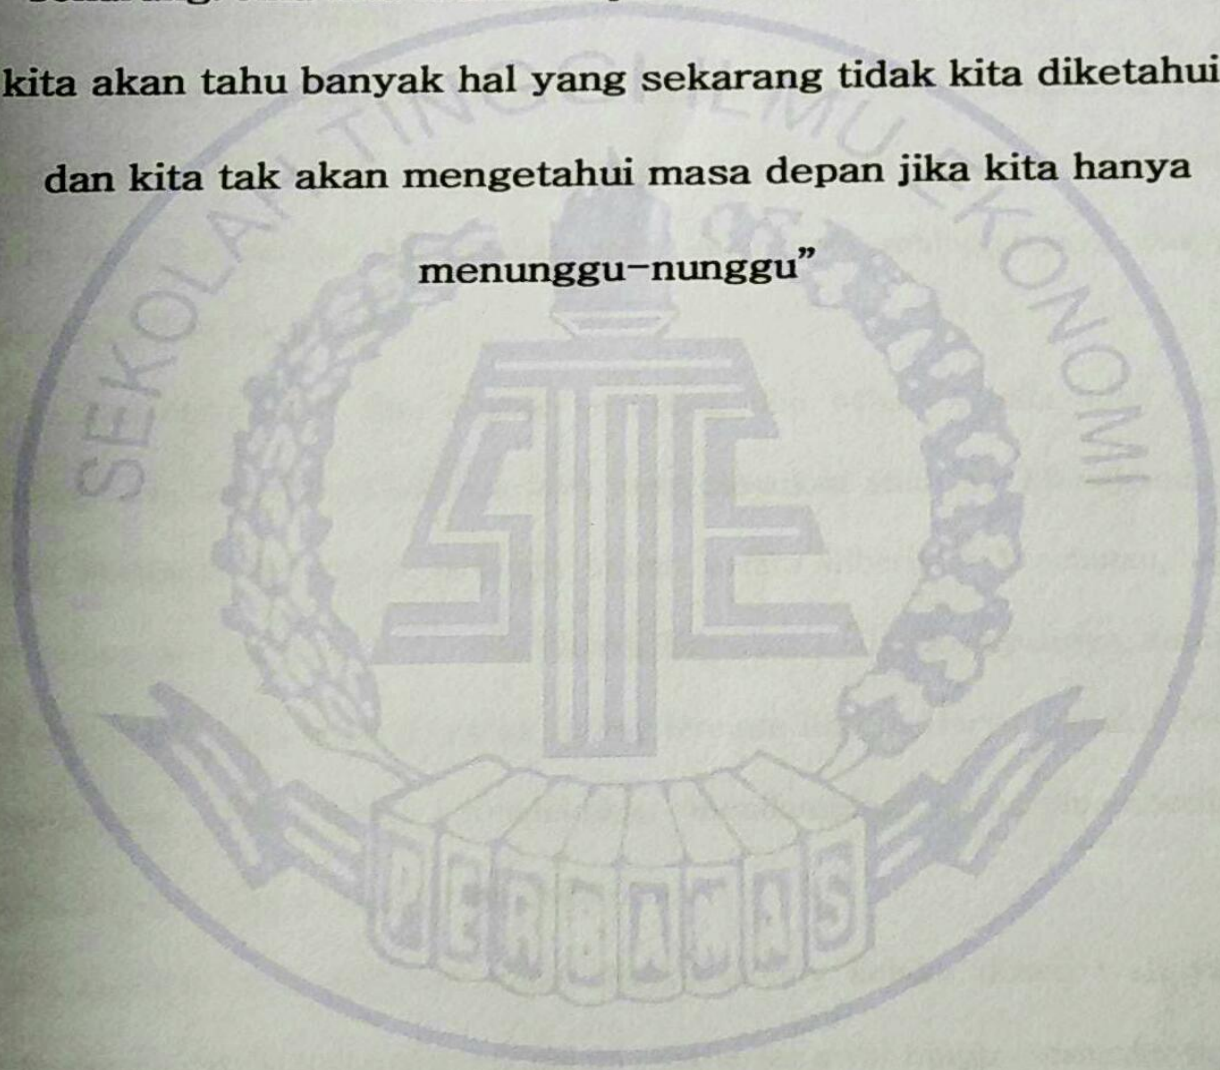 kita akan tahu banyak hal yang sekarang tidak kita diketahui
dan kita tak akan mengetahui masa depan jika kita hanya
menunggu-nunggu”
SEKOLAH TINGGI ILMU EKONOMI
STIE
PERBANAS